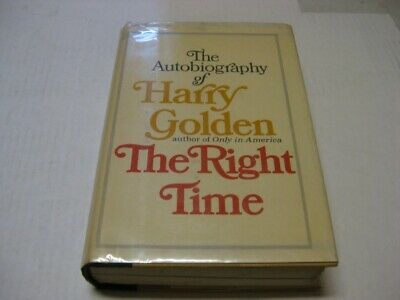 The
Autobiography
of
Harry
Golden
author of Only in America
The Right
Time